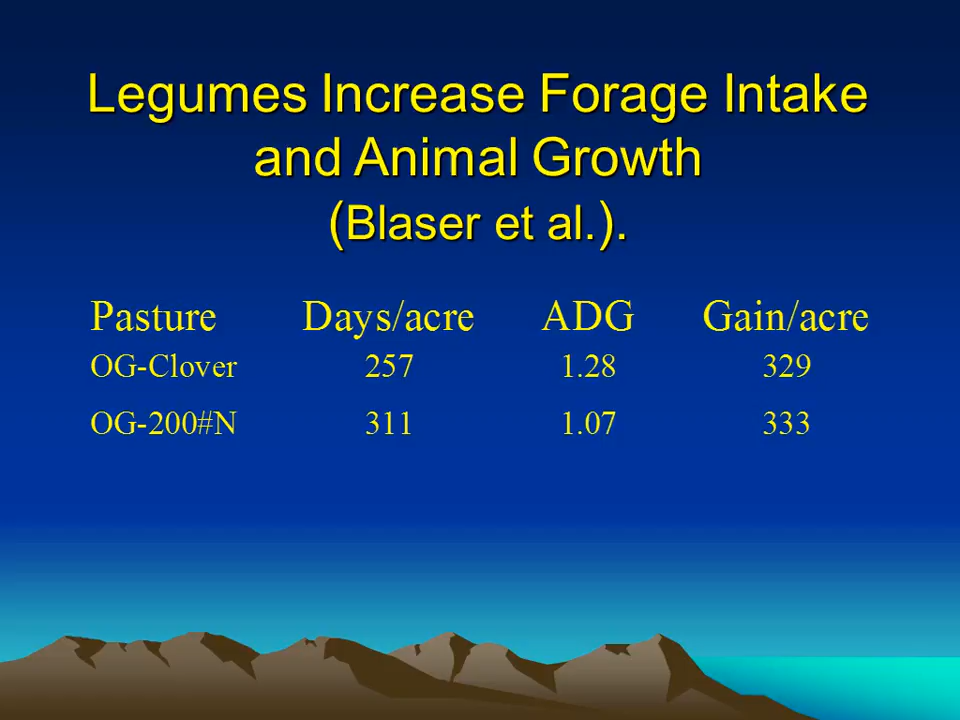 Legumes Increase Forage Intake
and Animal Growth
(Blaser et al.).
Pasture Days/acre ADG Gain/acre
OG-Clover 257 1.28 329
OG-200#N 311 1.07 333